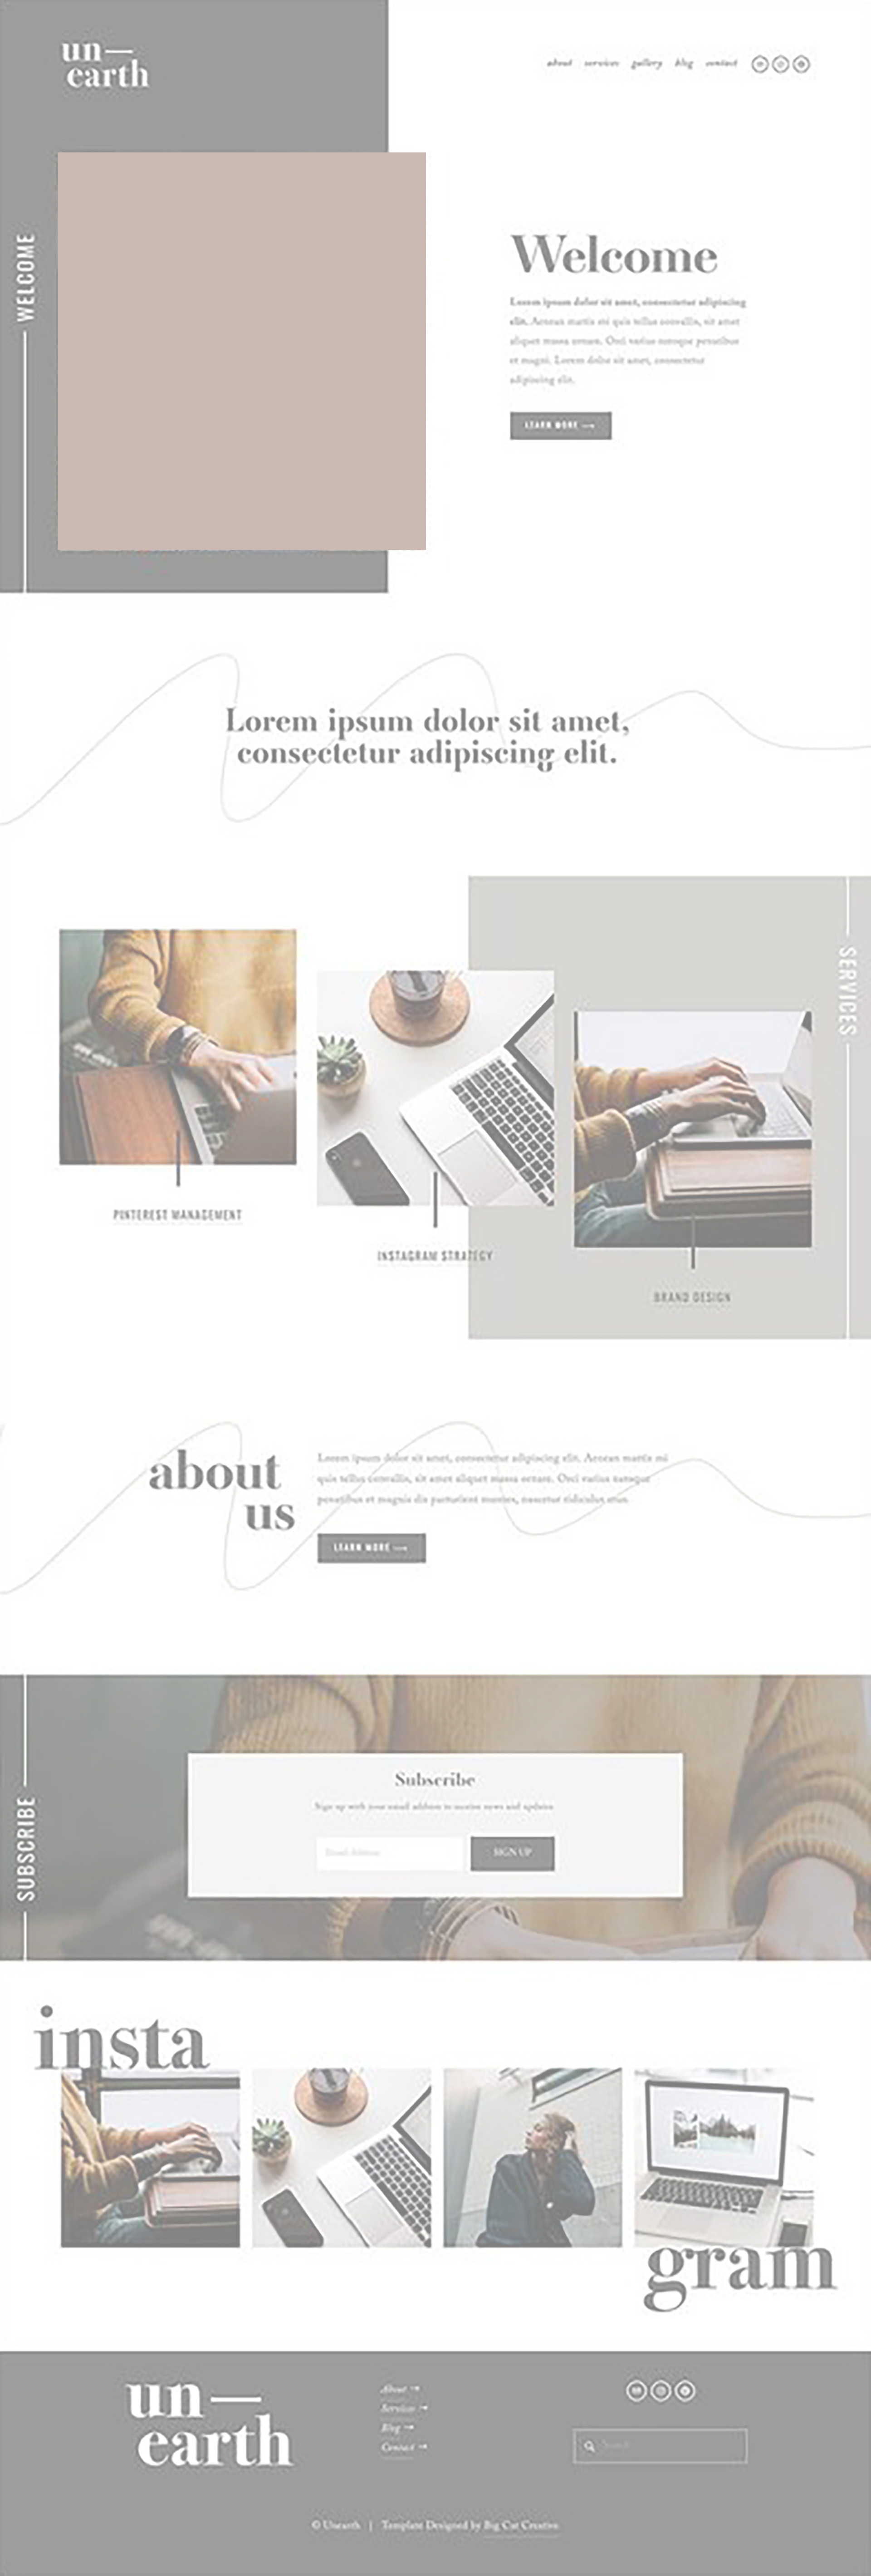 un—
earth
about services gallery blog contact
WELCOME
Welcome
Lorem ipsum dolor sit amet, consectetur adipiscing
elit. Aenean mattis mi quis tellus convallis, sit amet
aliquet massa ornare. Orci varius natoque penatibus
et magni. Lorem dolor sit amet, consectetur
adipiscing elit.
LEARN MORE →
Lorem ipsum dolor sit amet,
consectetur adipiscing elit.
SERVICES
PINTEREST MANAGEMENT
INSTAGRAM STRATEGY
BRAND DESIGN
about
us
Lorem ipsum dolor sit amet, consectetur adipiscing elit. Aenean mattis mi
quis tellus convallis, sit amet aliquet massa ornare. Orci varius natoque
penatibus et magnis dis parturient montes, nascetur ridiculus mus.
LEARN MORE →
SUBSCRIBE
Subscribe
Sign up with your email address to receive news and updates
Email Address
SIGN UP
insta
gram
un—
earth
About →
Services →
Blog →
Contact →
Search
© Unearth | Template Designed by Big Cat Creative